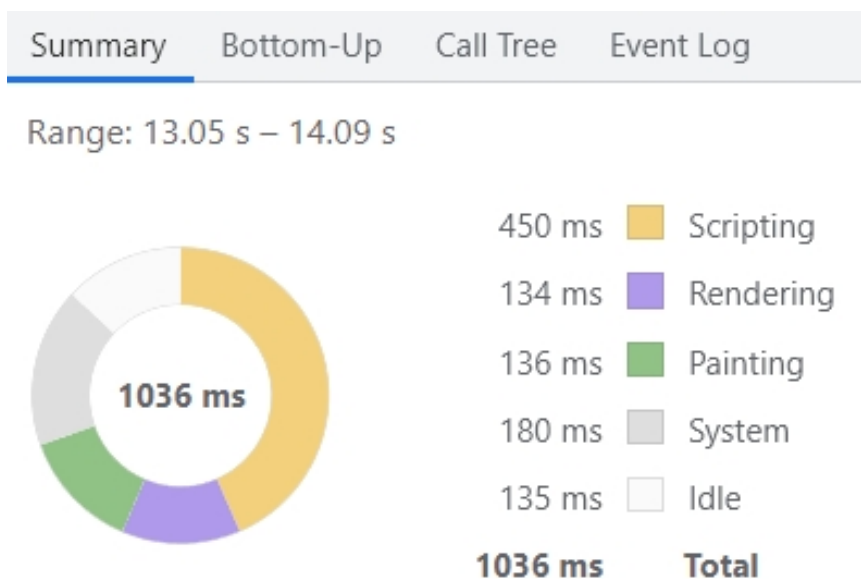 Summary Bottom-Up Call Tree Event Log
Range: 13.05 s – 14.09 s
450 ms Scripting
134 ms Rendering
136 ms Painting
180 ms System
135 ms Idle
1036 ms Total
1036 ms